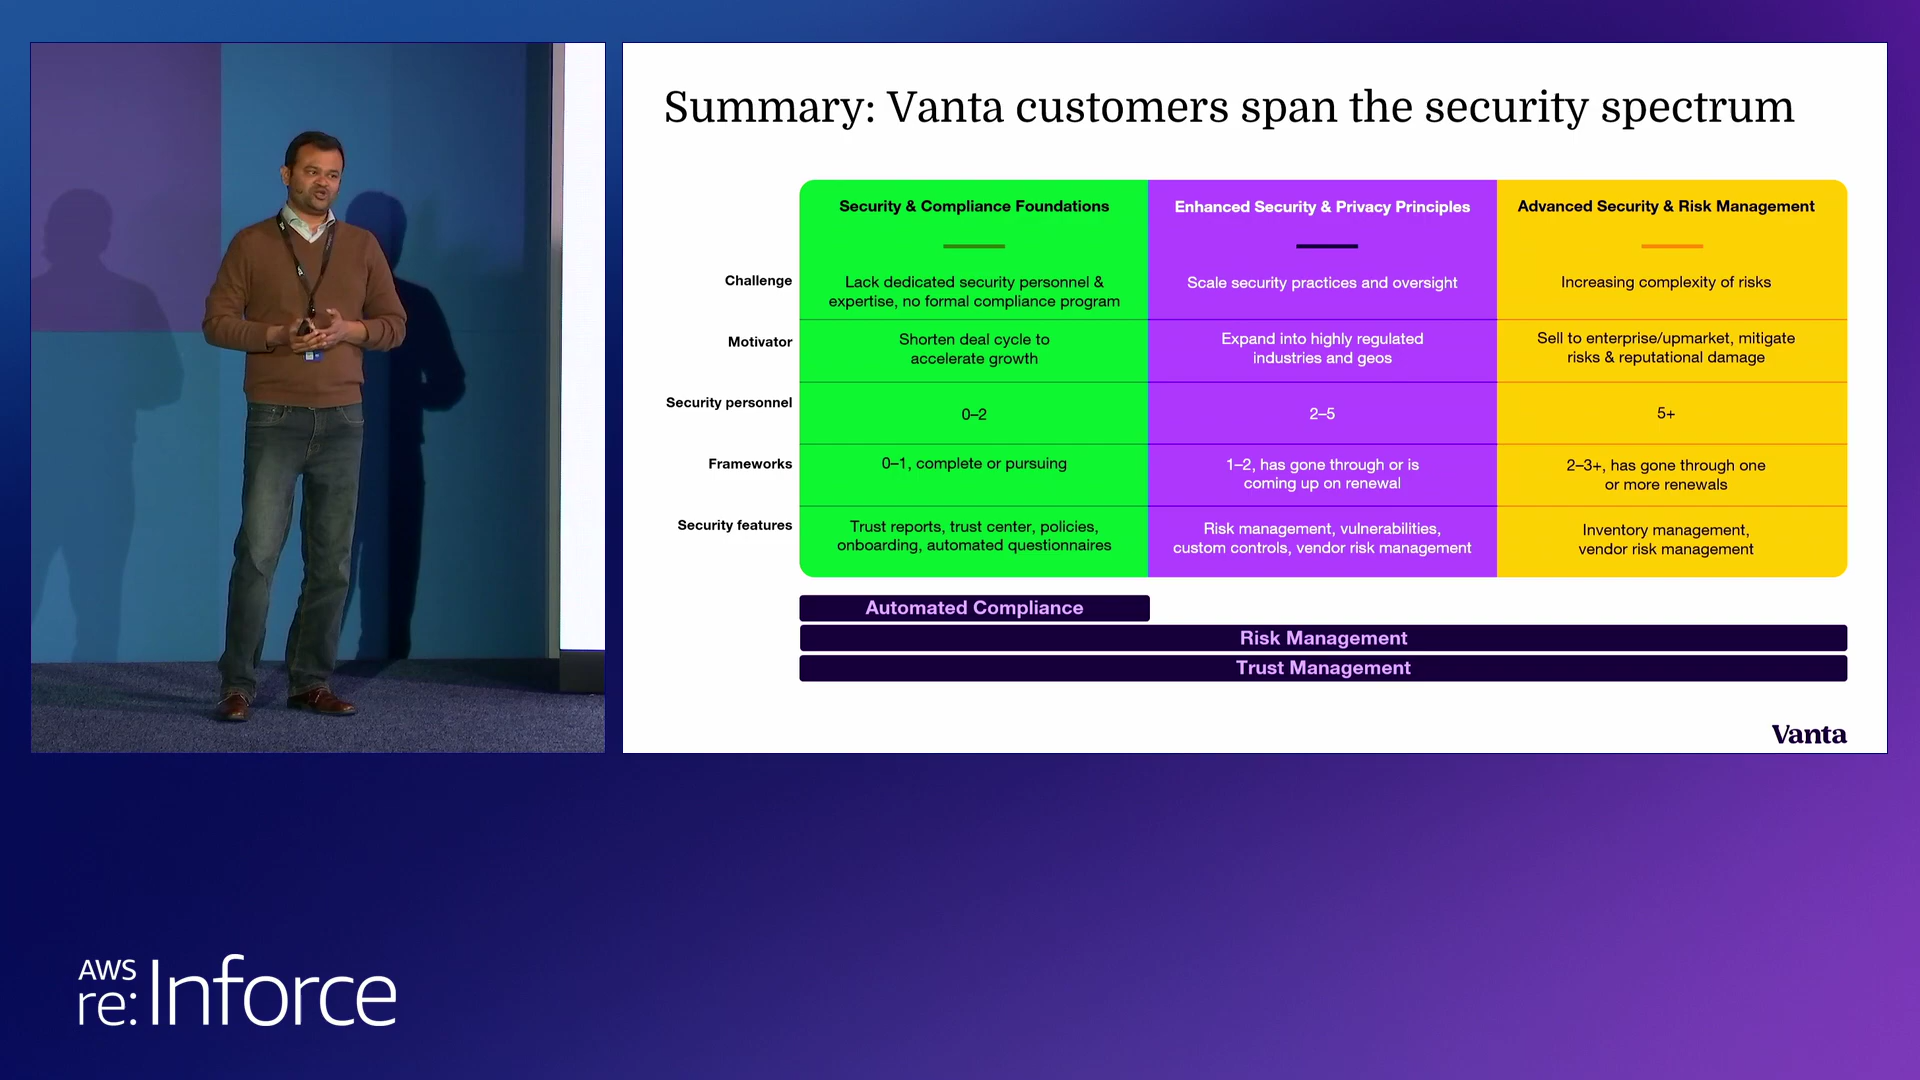 Summary: Vanta customers span the security spectrum
Security & Compliance Foundations
Enhanced Security & Privacy Principles
Advanced Security & Risk Management
Challenge
Lack dedicated security personnel &
expertise, no formal compliance program
Scale security practices and oversight
Increasing complexity of risks
Motivator
Shorten deal cycle to
accelerate growth
Expand into highly regulated
industries and geos
Sell to enterprise/upmarket, mitigate
risks & reputational damage
Security personnel
0–2
2–5
5+
Frameworks
0–1, complete or pursuing
1–2, has gone through or is
coming up on renewal
2–3+, has gone through one
or more renewals
Security features
Trust reports, trust center, policies,
onboarding, automated questionnaires
Risk management, vulnerabilities,
custom controls, vendor risk management
Inventory management,
vendor risk management
Automated Compliance
Risk Management
Trust Management
Vanta
AWS
re:Inforce